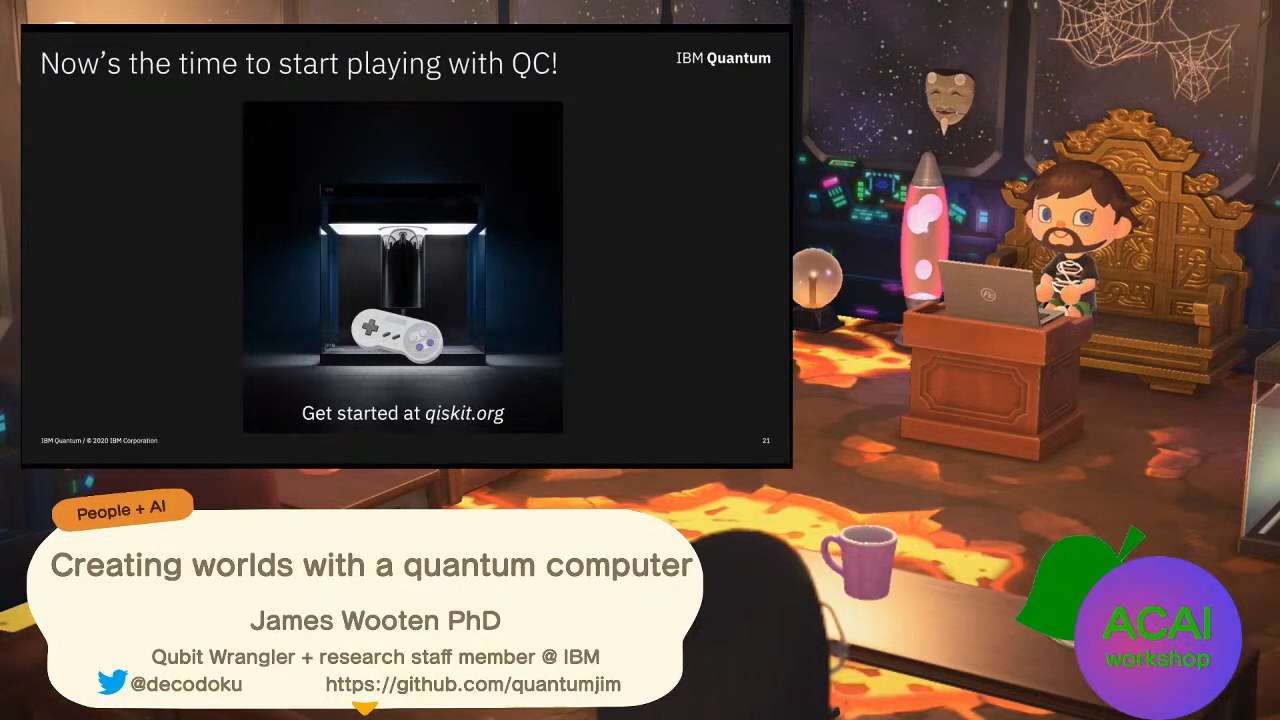 Now's the time to start playing with QC!
IBM Quantum
Get started at qiskit.org
IBM Quantum / © 2020 IBM Corporation
21
People + AI
Creating worlds with a quantum computer
James Wooten PhD
Qubit Wrangler + research staff member @ IBM
@decodoku
https://github.com/quantumjim
ACAI
workshop